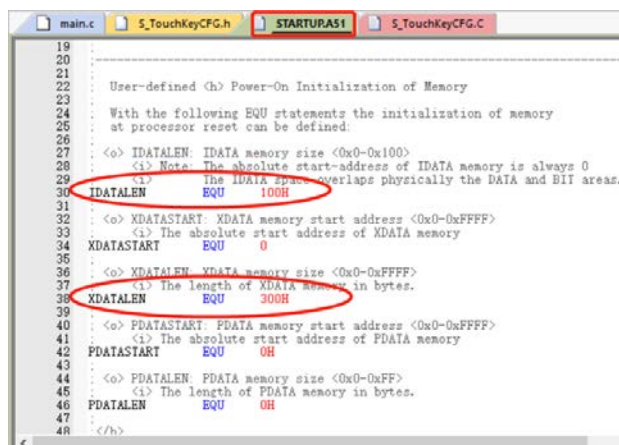 main.c S_TouchKeyCFG.h STARTUP.A51 S_TouchKeyCFG.C
19
20 ;------------------------------------------------------------------------------
21 ;
22 ; User-defined <h> Power-On Initialization of Memory
23 ;
24 ; With the following EQU statements the initialization of memory
25 ; at processor reset can be defined:
26 ;
27 ; <o> IDATALEN: IDATA memory size <0x0-0x100>
28 ; <i> Note: The absolute start-address of IDATA memory is always 0
29 ; <i> The IDATA space overlaps physically the DATA and BIT areas.
30 IDATALEN EQU 100H
31 ;
32 ; <o> XDATASTART: XDATA memory start address <0x0-0xFFFF>
33 ; <i> The absolute start address of XDATA memory
34 XDATASTART EQU 0
35 ;
36 ; <o> XDATALEN: XDATA memory size <0x0-0xFFFF>
37 ; <i> The length of XDATA memory in bytes.
38 XDATALEN EQU 300H
39 ;
40 ; <o> PDATASTART: PDATA memory start address <0x0-0xFFFF>
41 ; <i> The absolute start address of PDATA memory
42 PDATASTART EQU 0H
43 ;
44 ; <o> PDATALEN: PDATA memory size <0x0-0xFF>
45 ; <i> The length of PDATA memory in bytes.
46 PDATALEN EQU 0H
47 ;
48 ;</h>